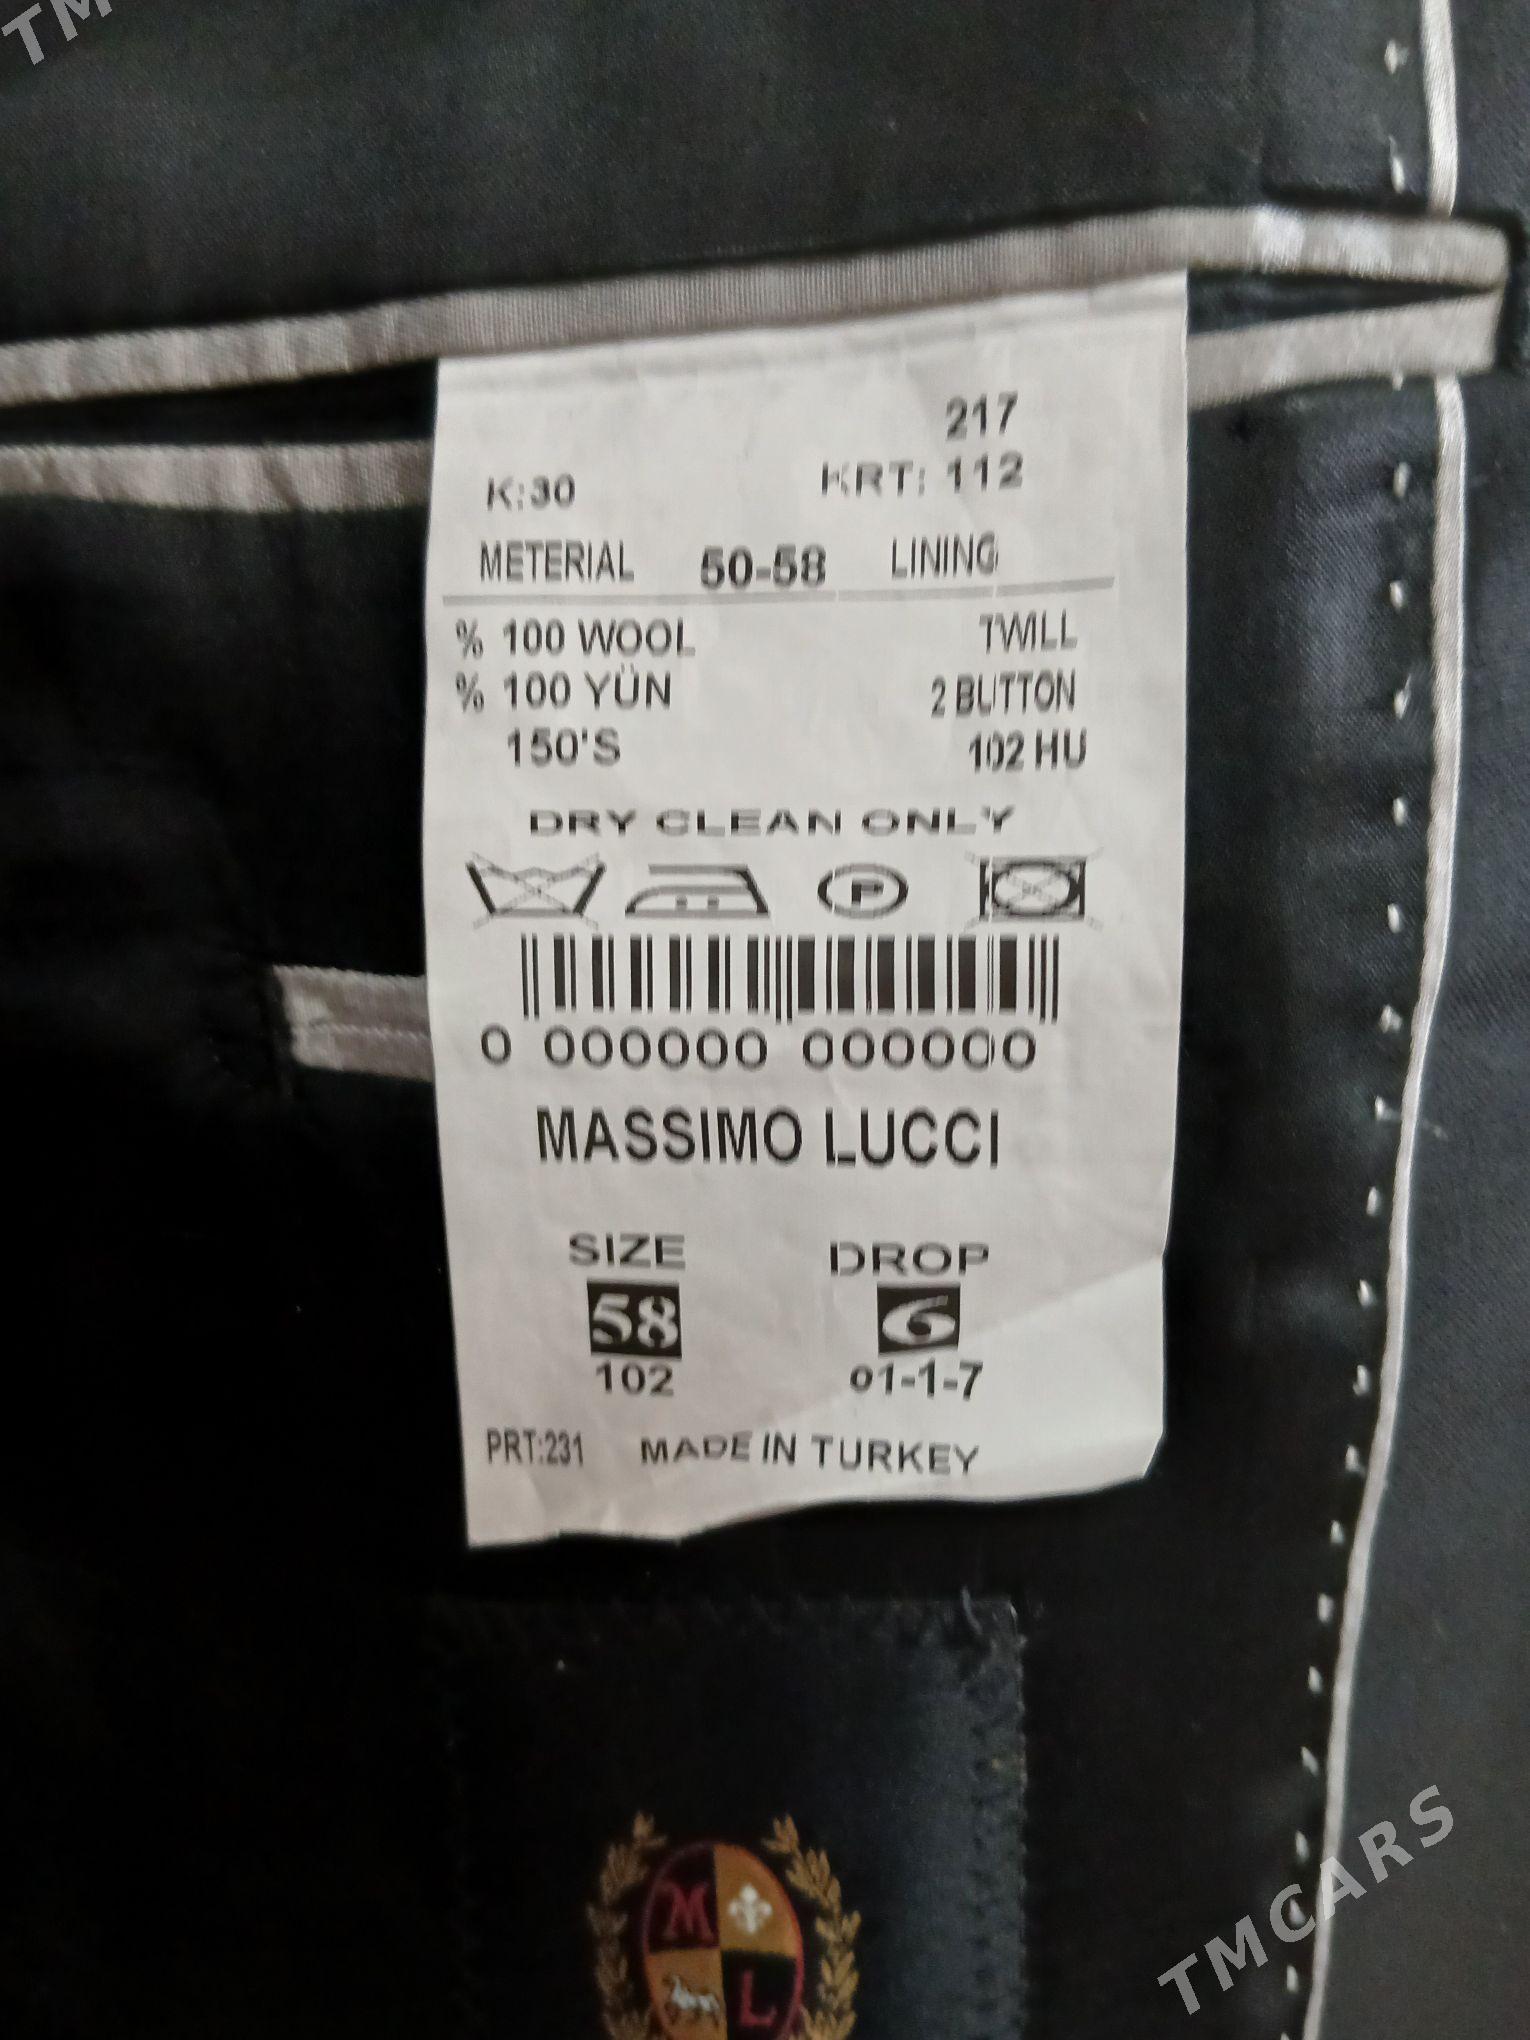 TM
217
K:30 KRT: 112
METERIAL 50-58 LINING
% 100 WOOL TWILL
% 100 YÜN 2 BUTTON
150'S 102 HU
DRY CLEAN ONLY
P
0 000000 000000
MASSIMO LUCCI
SIZE DROP
58 6
102 01-1-7
PRT:231 MADE IN TURKEY
M
L
TMCARS